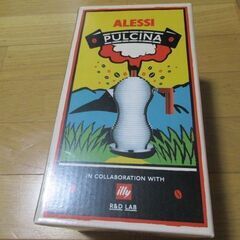 ALESSI
PULCINA
IN COLLABORATION WITH
illy
R&D LAB